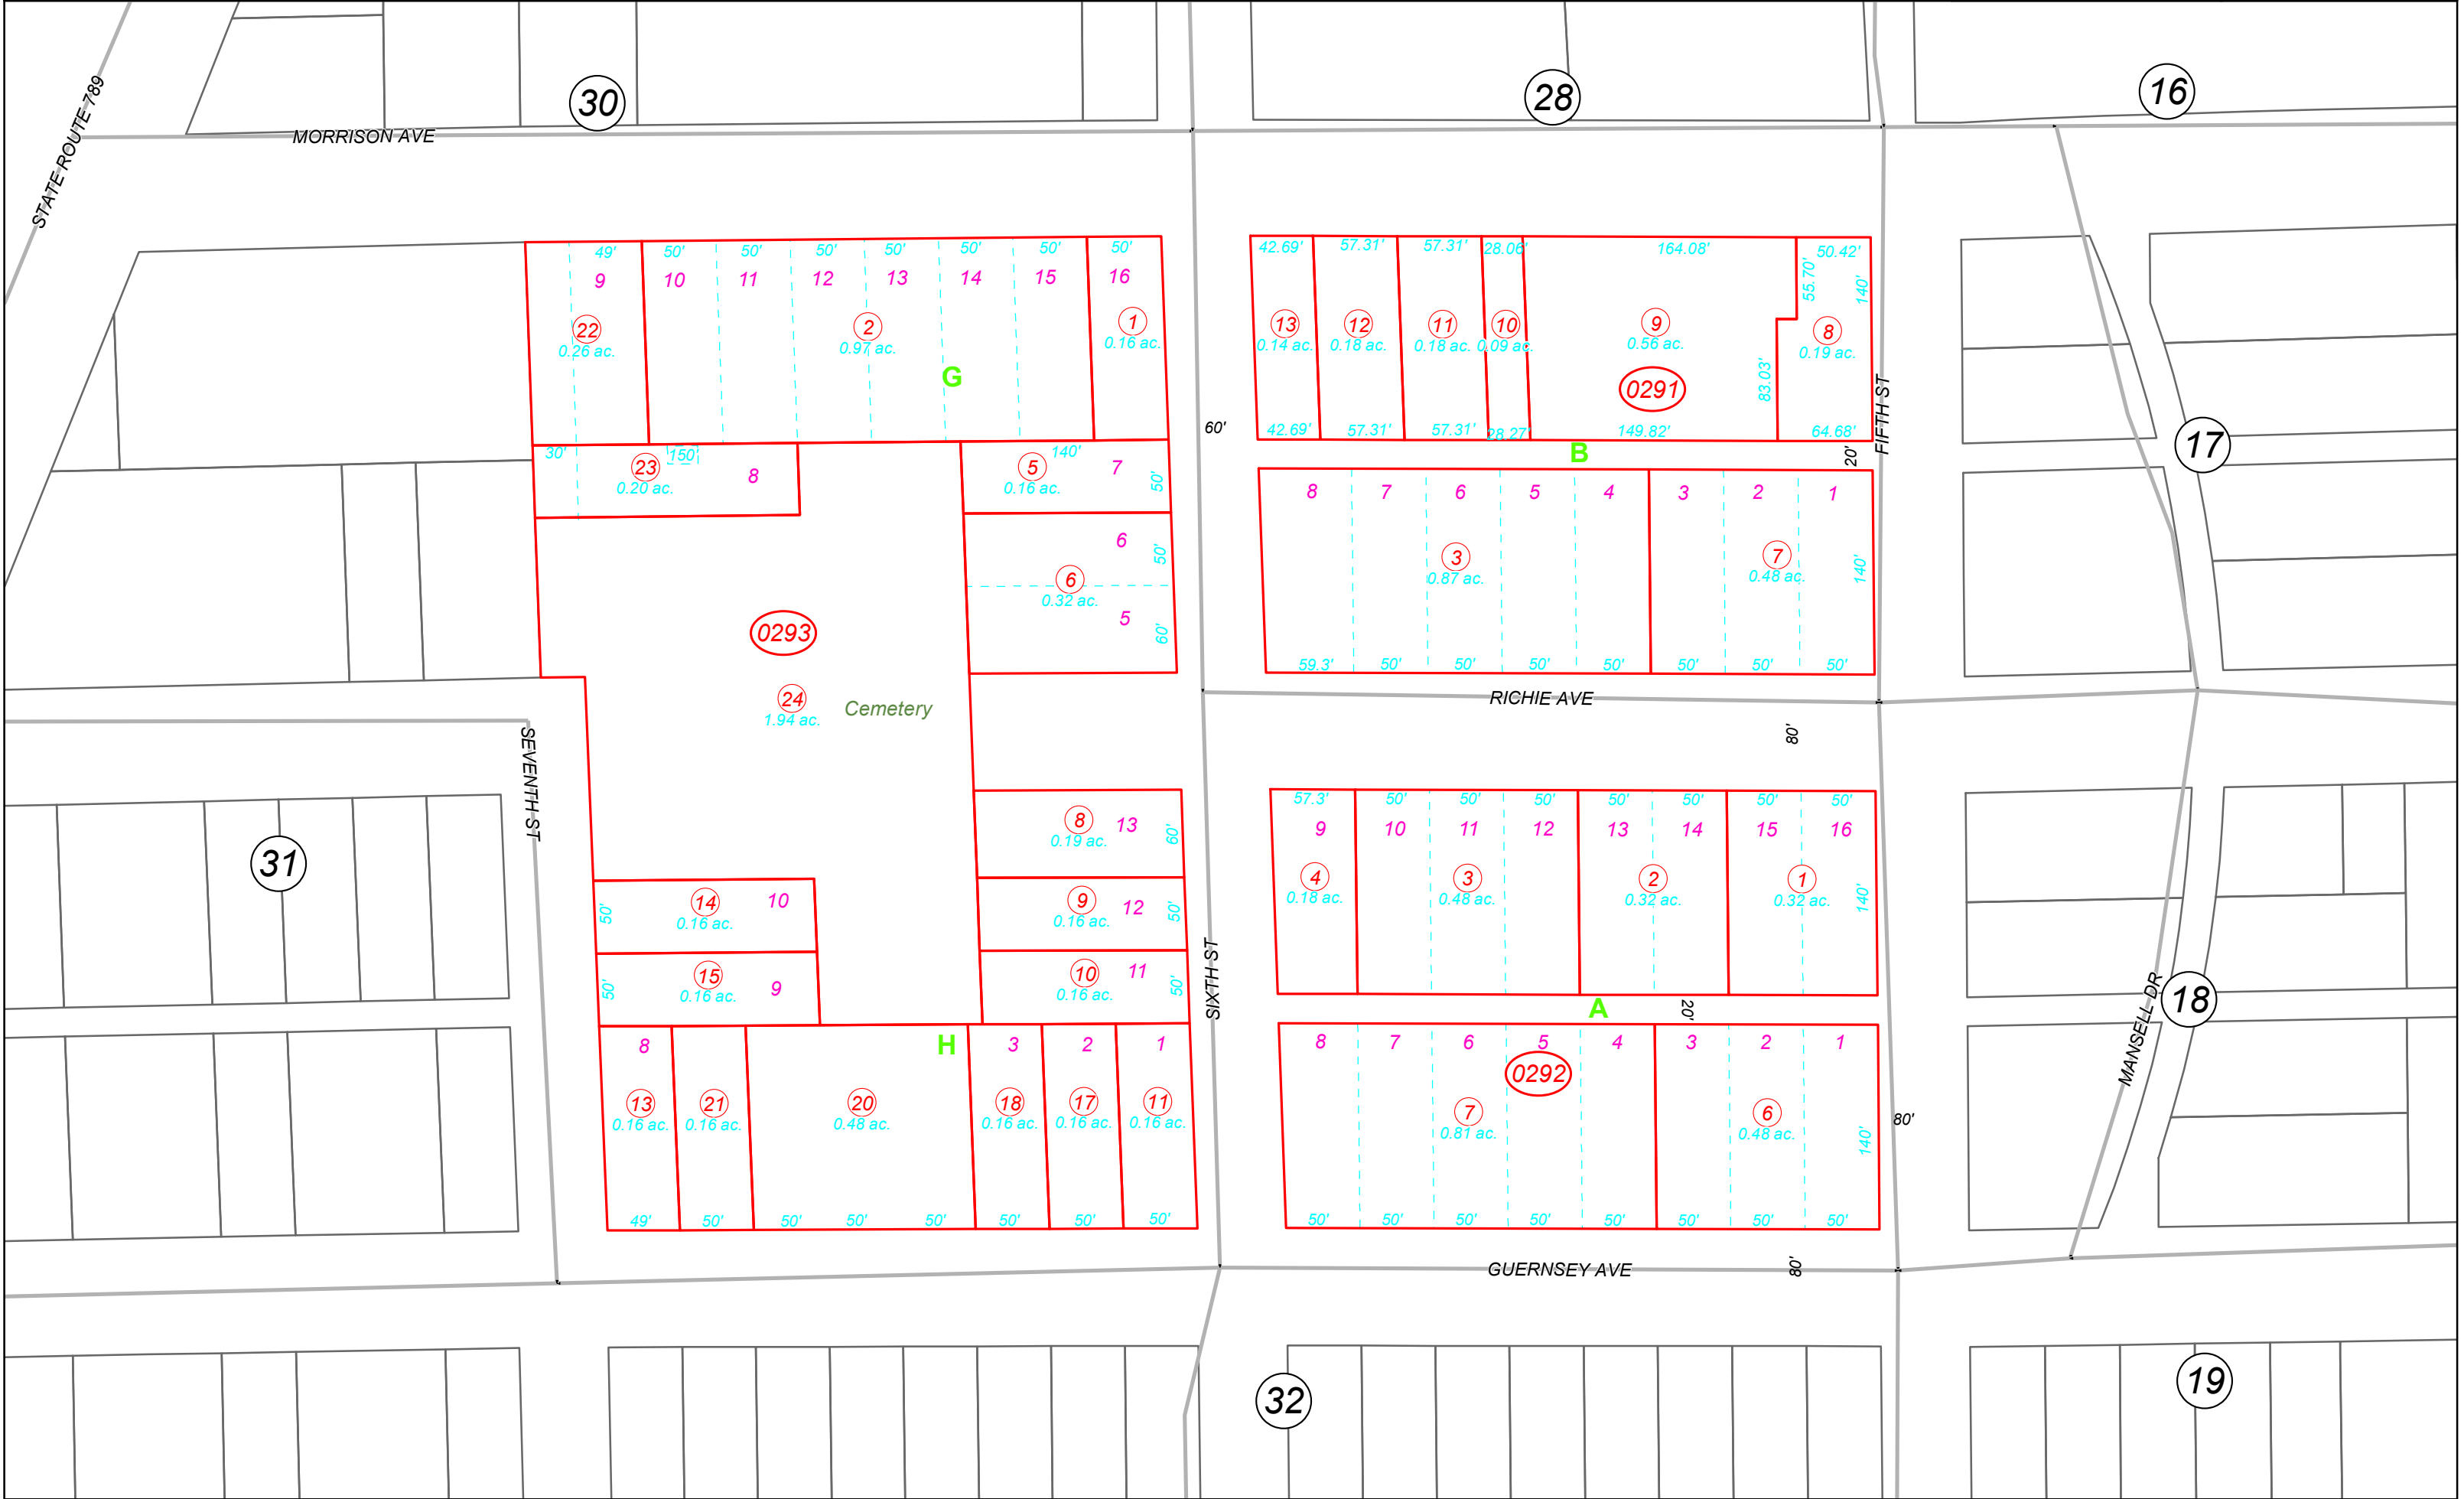 STATE ROUTE 789
30
28
16
MORRISON AVE
49' 50' 50' 50' 50' 50' 50' 50'
9 10 11 12 13 14 15 16
22
0.26 ac.
2
0.97 ac.
1
0.16 ac.
G
42.69' 57.31' 57.31' 28.06' 164.08' 50.42'
55.70'
140'
13
0.14 ac.
12
0.18 ac.
11
0.18 ac.
10
0.09 ac.
9
0.56 ac.
8
0.19 ac.
0291
83.03'
FIFTH ST
60'
42.69' 57.31' 57.31' 28.27' 149.82' 64.68'
B
20'
17
30'
150'
23
0.20 ac.
8
140'
5
0.16 ac.
7
50'
6
50'
6
0.32 ac.
5
60'
8 7 6 5 4 3 2 1
3
0.87 ac.
7
0.48 ac.
140'
59.3' 50' 50' 50' 50' 50' 50' 50'
0293
24
1.94 ac.
Cemetery
RICHIE AVE
80'
SEVENTH ST
31
8
0.19 ac.
13
60'
9
0.16 ac.
12
50'
10
0.16 ac.
11
50'
14
0.16 ac.
10
50'
15
0.16 ac.
9
50'
SIXTH ST
57.3' 50' 50' 50' 50' 50' 50' 50'
9 10 11 12 13 14 15 16
4
0.18 ac.
3
0.48 ac.
2
0.32 ac.
1
0.32 ac.
140'
A
20'
MANSELL DR
18
H
8
3 2 1
13
0.16 ac.
21
0.16 ac.
20
0.48 ac.
18
0.16 ac.
17
0.16 ac.
11
0.16 ac.
49' 50' 50' 50' 50' 50' 50' 50'
8 7 6 5 4 3 2 1
0292
7
0.81 ac.
6
0.48 ac.
140'
80'
50' 50' 50' 50' 50' 50' 50' 50'
GUERNSEY AVE
80'
32
19